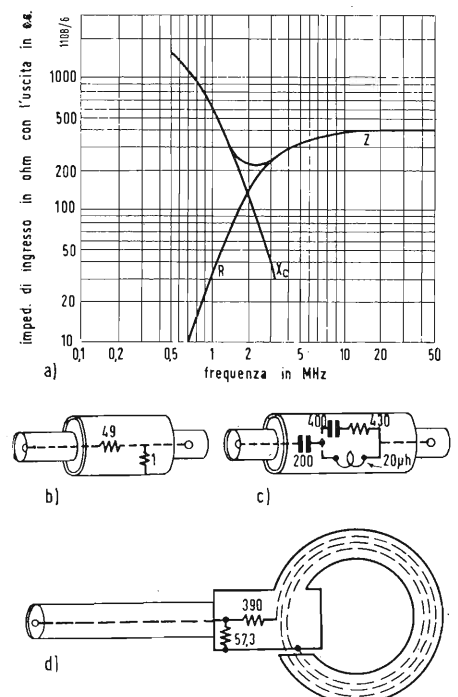 imped. di ingresso in ohm con l'uscita in c.c.
1108/6
1000
500
200
100
50
20
10
0,1 0,2 0,5 1 2 5 10 20 50
Z
R
Xc
frequenza in MHz
a)
49
1
b)
400
430
200
20µh
c)
390
57,3
d)